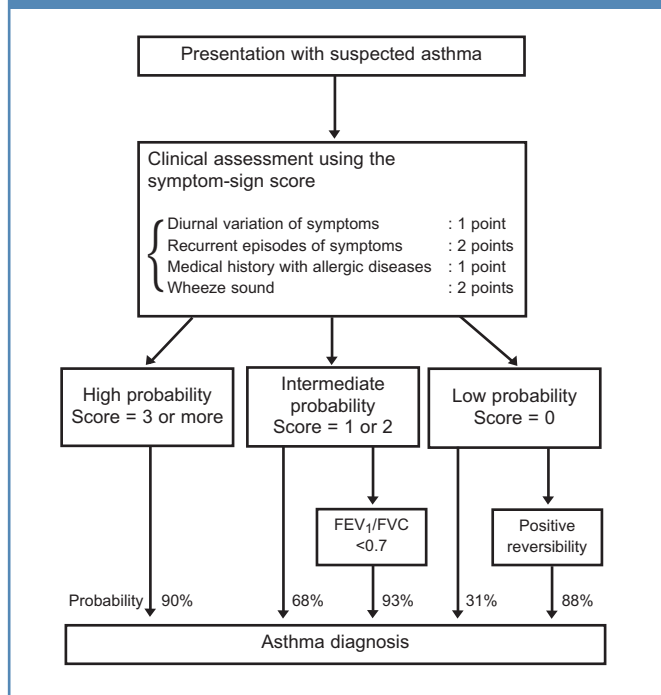 Presentation with suspected asthma
Clinical assessment using the
symptom-sign score
Diurnal variation of symptoms : 1 point
Recurrent episodes of symptoms : 2 points
Medical history with allergic diseases : 1 point
Wheeze sound : 2 points
High probability
Score = 3 or more
Intermediate
probability
Score = 1 or 2
Low probability
Score = 0
FEV₁/FVC
<0.7
Positive
reversibility
Probability 90% 68% 93% 31% 88%
Asthma diagnosis